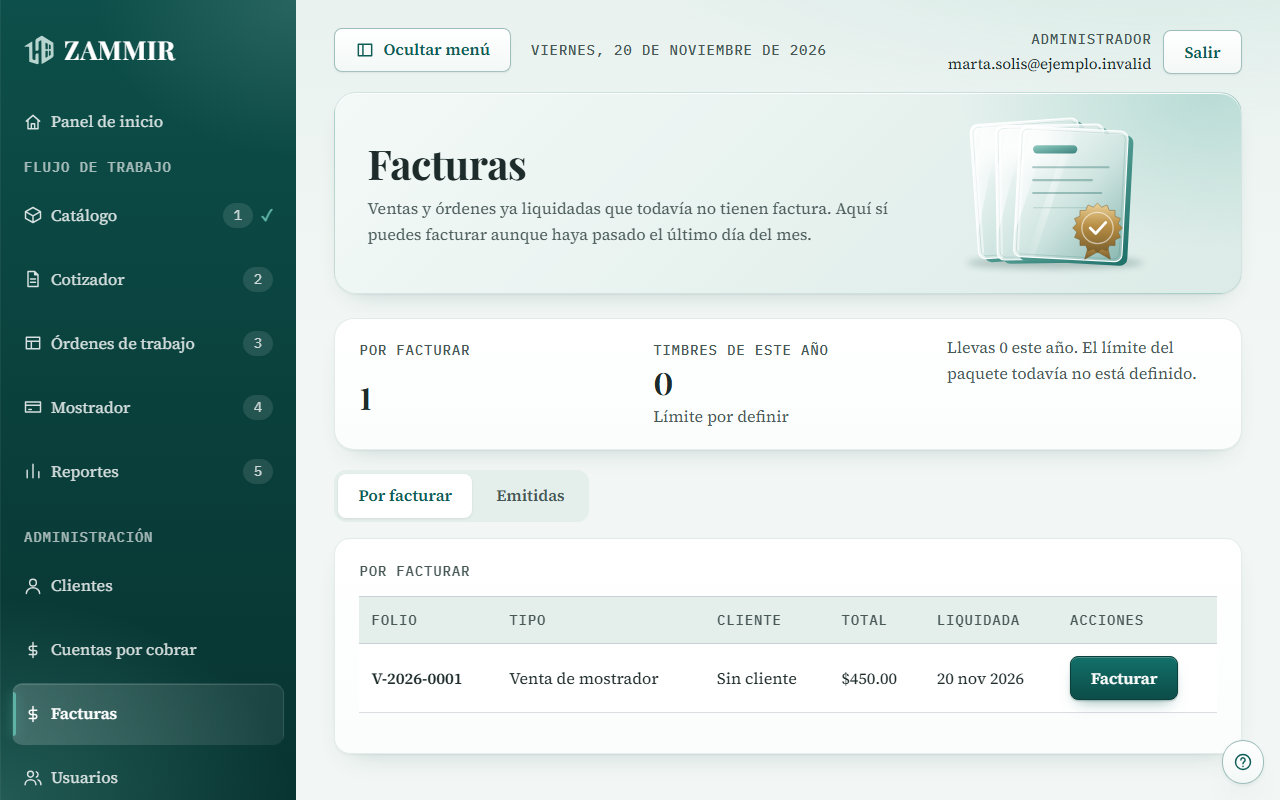 ZAMMIR
Panel de inicio
FLUJO DE TRABAJO
Catálogo 1
Cotizador 2
Órdenes de trabajo 3
Mostrador 4
Reportes 5
ADMINISTRACIÓN
Clientes
Cuentas por cobrar
Facturas
Usuarios
Ocultar menú
VIERNES, 20 DE NOVIEMBRE DE 2026
ADMINISTRADOR
marta.solis@ejemplo.invalid
Salir
Facturas
Ventas y órdenes ya liquidadas que todavía no tienen factura. Aquí sí
puedes facturar aunque haya pasado el último día del mes.
POR FACTURAR
1
TIMBRES DE ESTE AÑO
0
Límite por definir
Llevas 0 este año. El límite del
paquete todavía no está definido.
Por facturar Emitidas
POR FACTURAR
FOLIO TIPO CLIENTE TOTAL LIQUIDADA ACCIONES
V-2026-0001 Venta de mostrador Sin cliente $450.00 20 nov 2026 Facturar